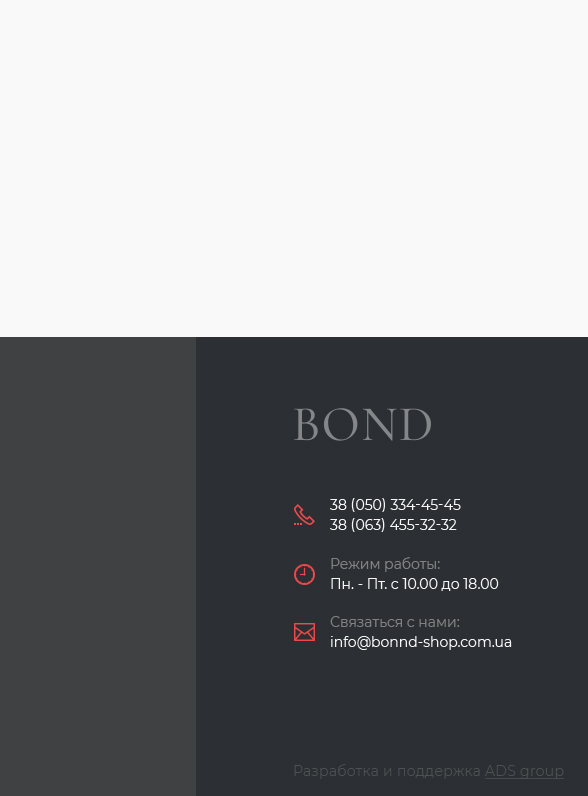 BOND
38 (050) 334-45-45
38 (063) 455-32-32
Режим работы:
Пн. - Пт. с 10.00 до 18.00
Связаться с нами:
info@bonnd-shop.com.ua
Разработка и поддержка ADS group